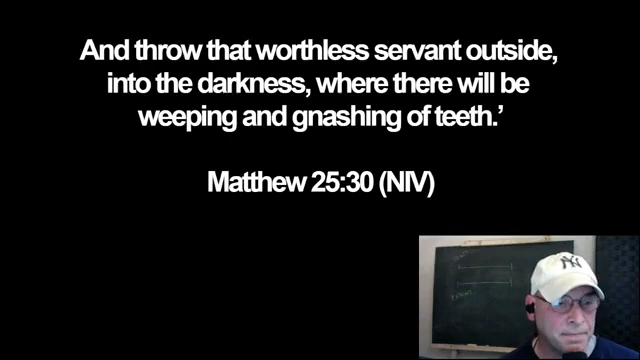 And throw that worthless servant outside,
into the darkness, where there will be
weeping and gnashing of teeth.’
Matthew 25:30 (NIV)
NY